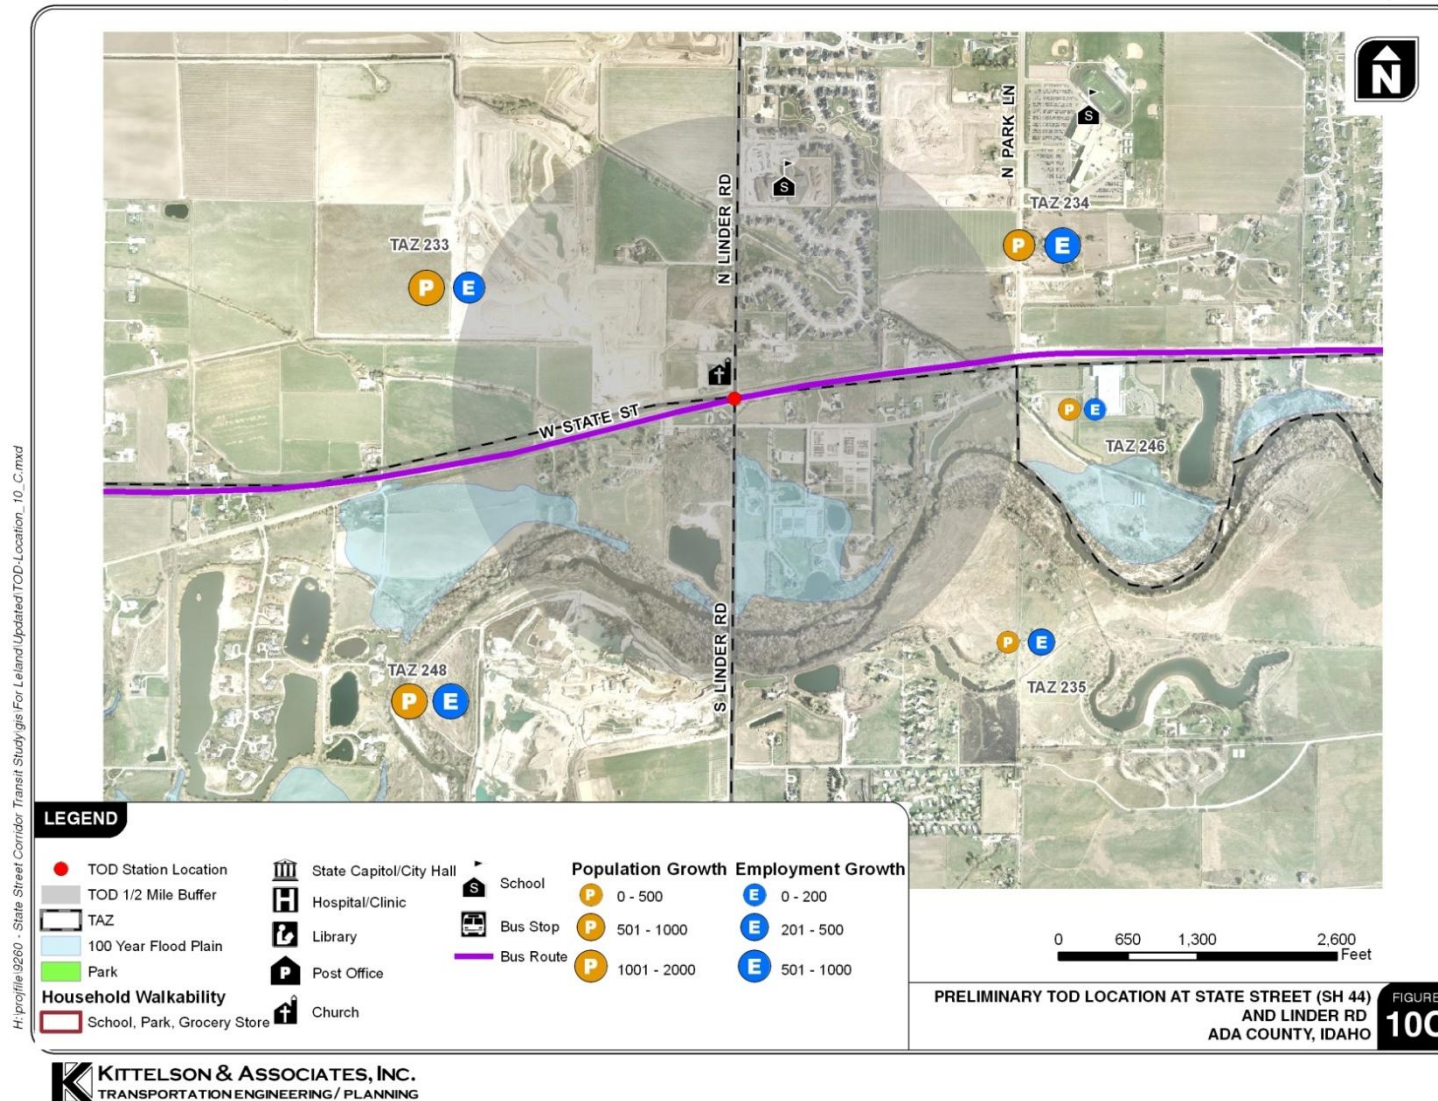 N
N PARK LN
S
S
N LINDER RD
TAZ 234
P E
TAZ 233
P E
W STATE ST
P E
TAZ 246
S LINDER RD
P E
TAZ 235
TAZ 248
P E
H:\projfile\9260 - State Street Corridor Transit Study\gis\For Leland\Updated\TOD-Location_10_C.mxd
LEGEND
TOD Station Location
TOD 1/2 Mile Buffer
TAZ
100 Year Flood Plain
Park
Household Walkability
School, Park, Grocery Store
State Capitol/City Hall
H Hospital/Clinic
Library
P Post Office
Church
S School
Bus Stop
Bus Route
Population Growth
P 0 - 500
P 501 - 1000
P 1001 - 2000
Employment Growth
E 0 - 200
E 201 - 500
E 501 - 1000
0 650 1,300 2,600
Feet
PRELIMINARY TOD LOCATION AT STATE STREET (SH 44)
AND LINDER RD
ADA COUNTY, IDAHO
FIGURE
10C
K KITTELSON & ASSOCIATES, INC.
TRANSPORTATION ENGINEERING / PLANNING